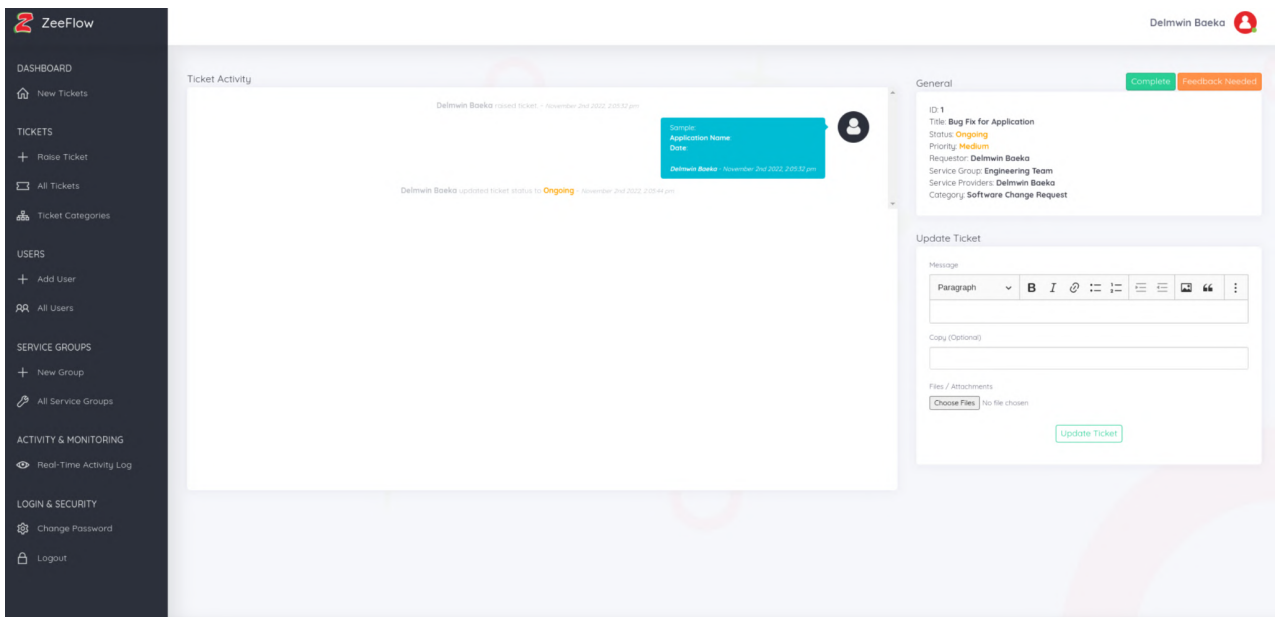 ZeeFlow
Delmwin Baeka
DASHBOARD
New Tickets
TICKETS
Raise Ticket
All Tickets
Ticket Categories
USERS
Add User
All Users
SERVICE GROUPS
New Group
All Service Groups
ACTIVITY & MONITORING
Real-Time Activity Log
LOGIN & SECURITY
Change Password
Logout
Ticket Activity
Delmwin Baeka raised ticket. - November 2nd 2022, 2:05:32 pm
Sample:
Application Name:
Date:
Delmwin Baeka - November 2nd 2022, 2:05:32 pm
Delmwin Baeka updated ticket status to Ongoing - November 2nd 2022, 2:05:44 pm
General
Complete
Feedback Needed
ID: 1
Title: Bug Fix for Application
Status: Ongoing
Priority: Medium
Requestor: Delmwin Baeka
Service Group: Engineering Team
Service Providers: Delmwin Baeka
Category: Software Change Request
Update Ticket
Message
Paragraph
Copy (Optional)
Files / Attachments
Choose Files No file chosen
Update Ticket